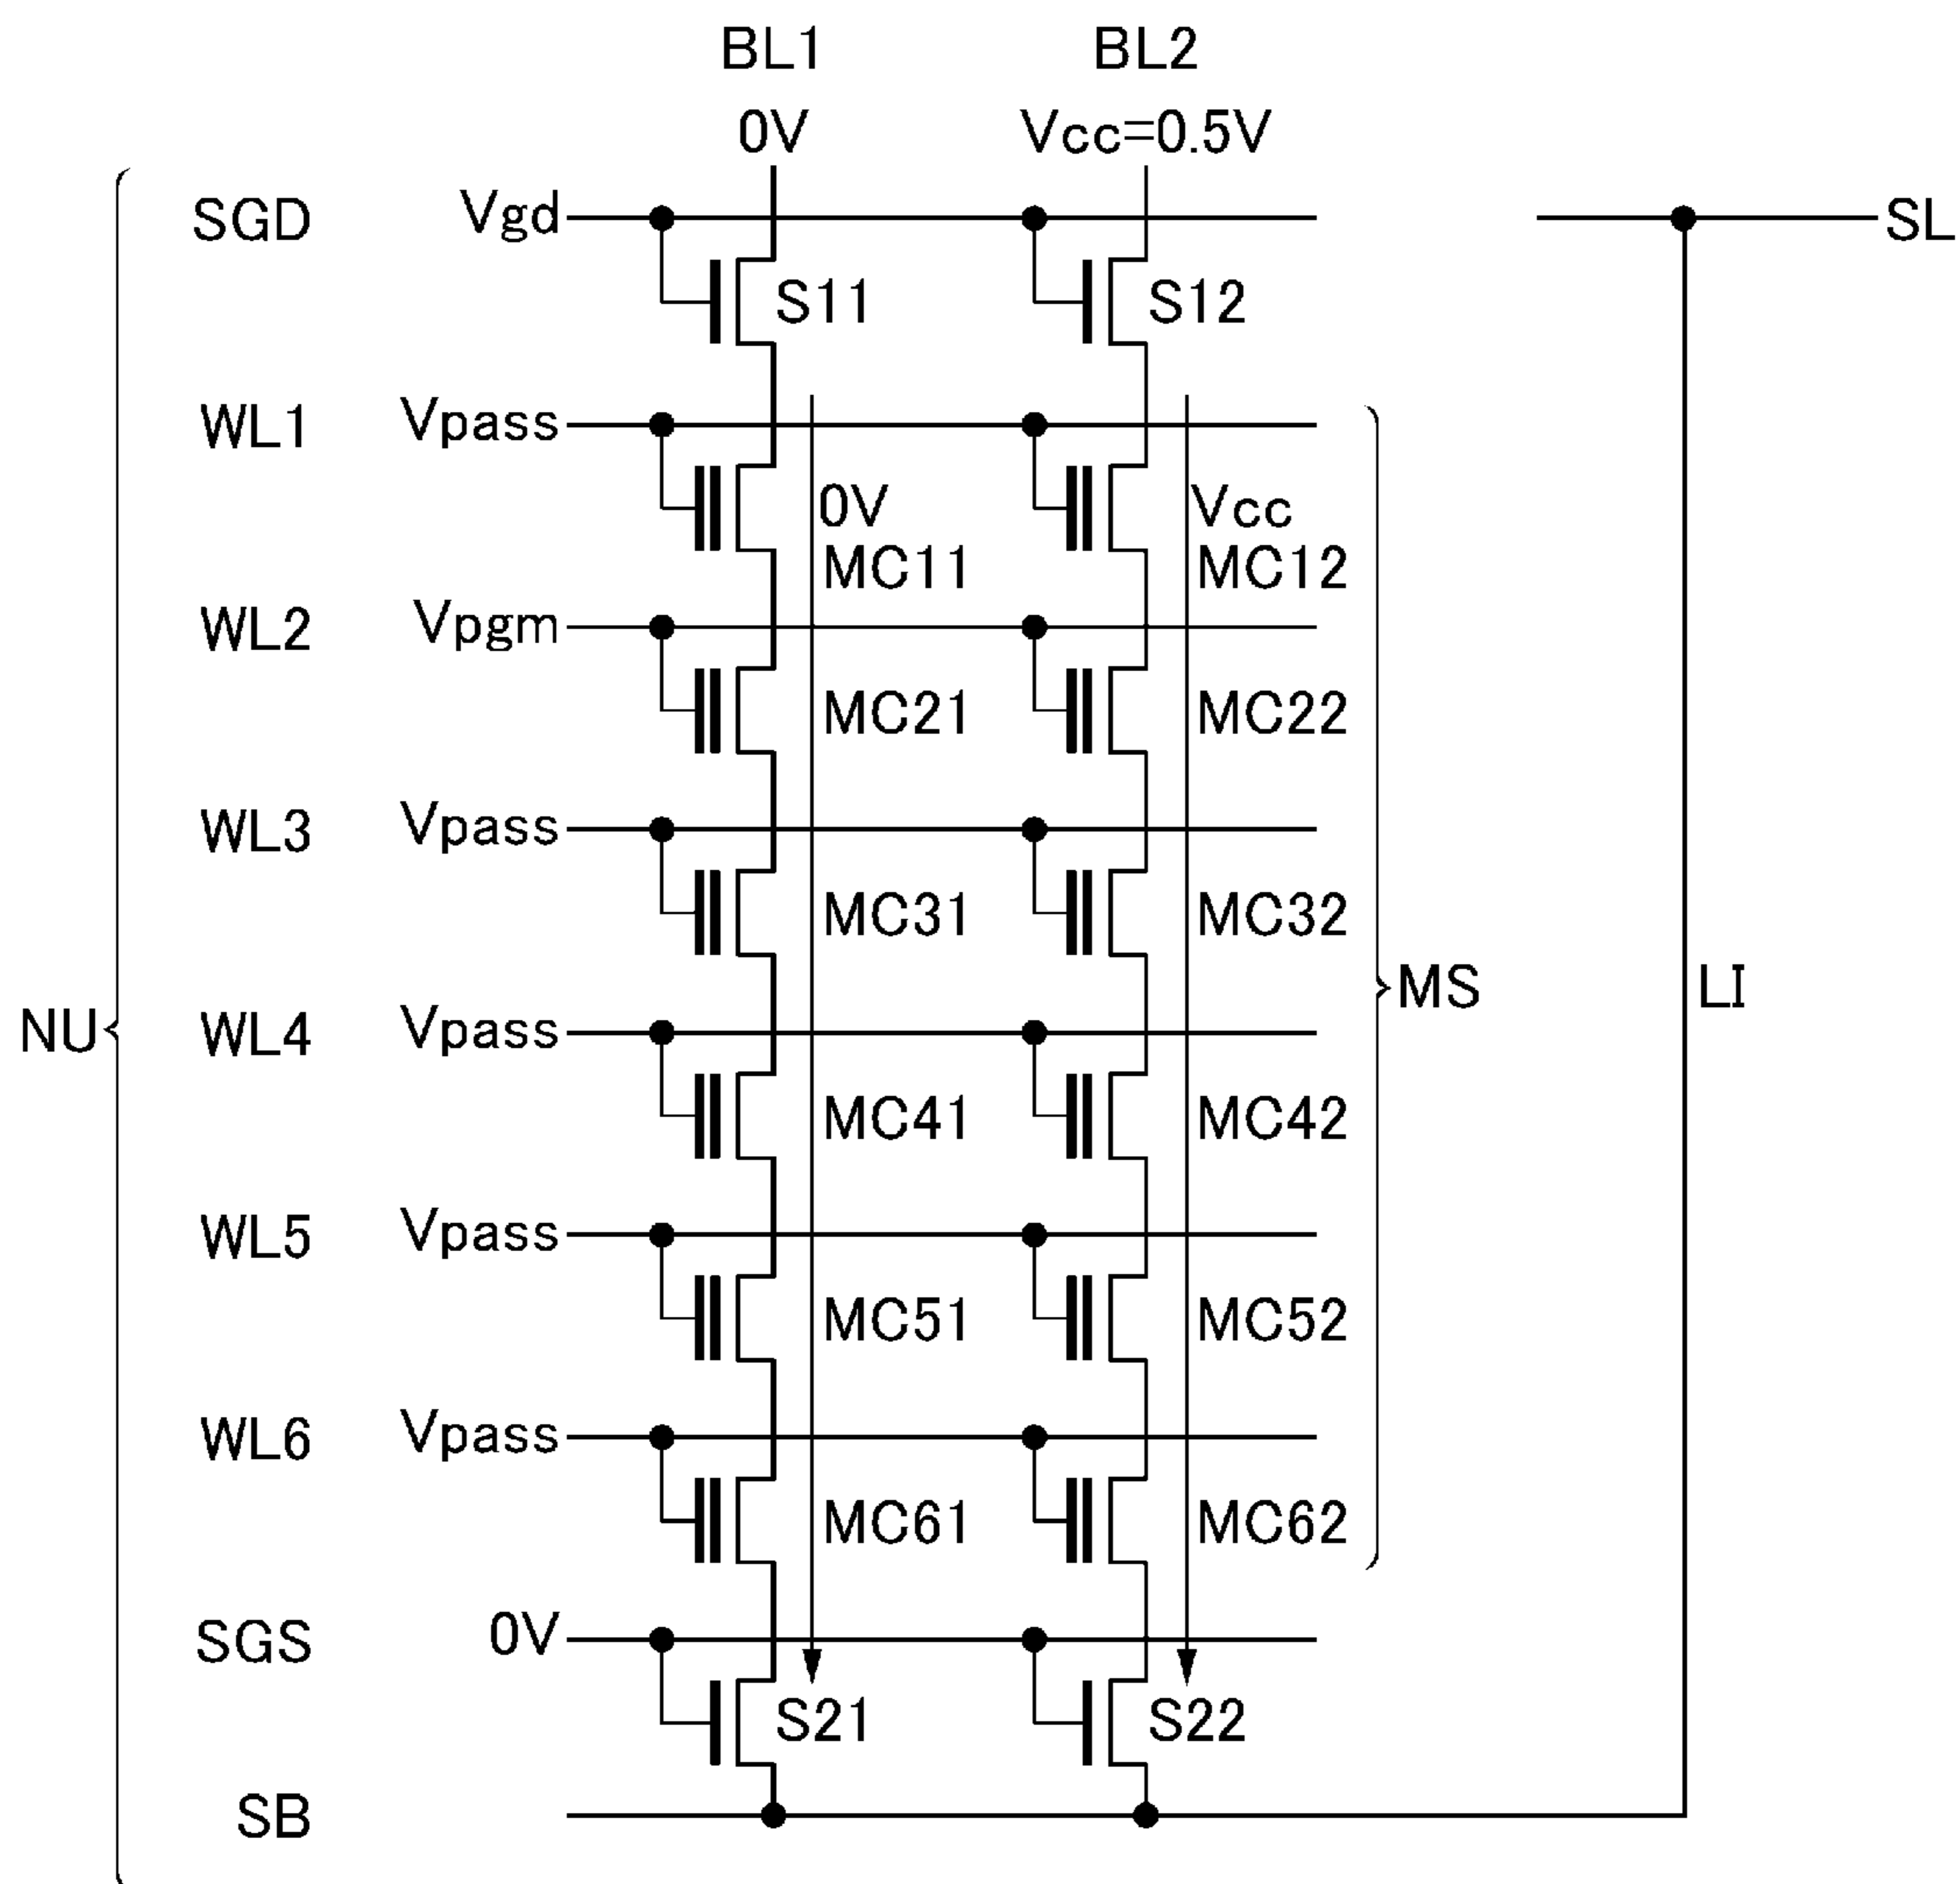 BL1 BL2
0V Vcc=0.5V
SGD Vgd SL
S11 S12
WL1 Vpass
0V Vcc
MC11 MC12
WL2 Vpgm
MC21 MC22
WL3 Vpass
MC31 MC32
MS LI
NU WL4 Vpass
MC41 MC42
WL5 Vpass
MC51 MC52
WL6 Vpass
MC61 MC62
SGS 0V
S21 S22
SB